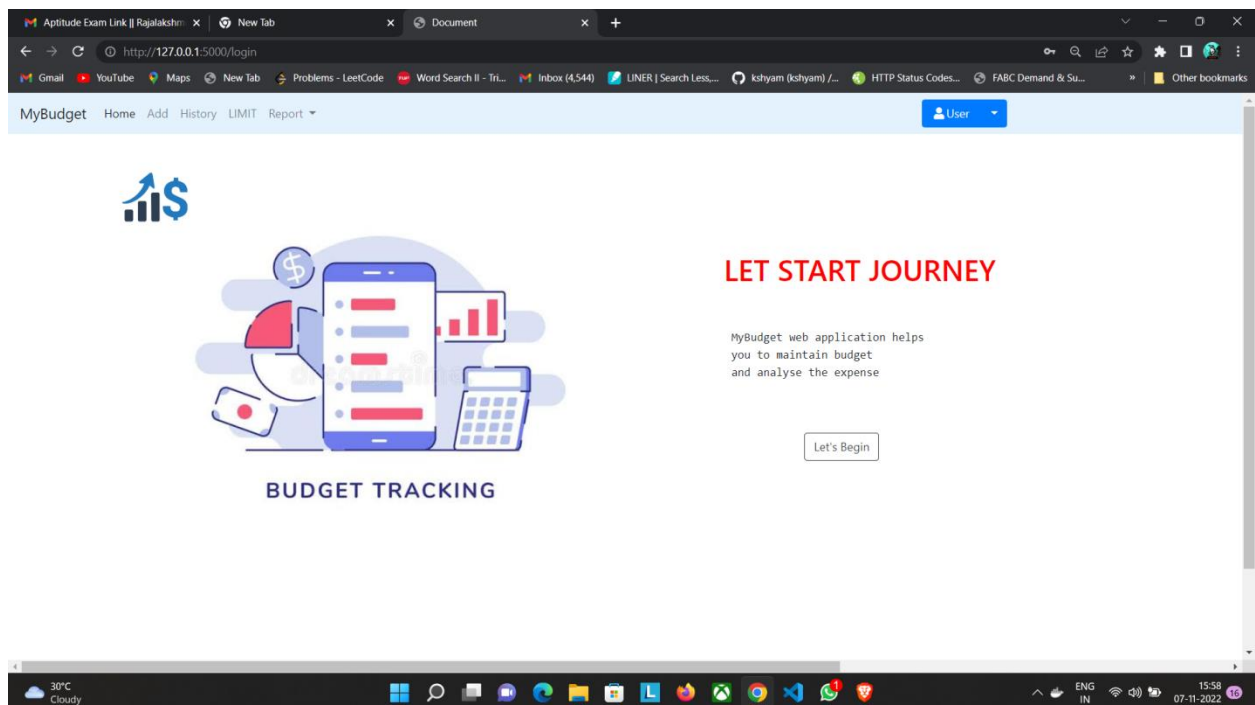 Aptitude Exam Link || Rajalakshm
New Tab
Document
http://127.0.0.1:5000/login
Gmail YouTube Maps New Tab Problems - LeetCode Word Search II - Tri... Inbox (4,544) LINER | Search Less,... kshyam (kshyam) /... HTTP Status Codes... FABC Demand & Su... » Other bookmarks
MyBudget Home Add History LIMIT Report User
$
$
LET START JOURNEY
MyBudget web application helps
you to maintain budget
and analyse the expense
Let's Begin
dreamstime
BUDGET TRACKING
30°C
Cloudy
L
1
ENG
IN
15:58
07-11-2022
16